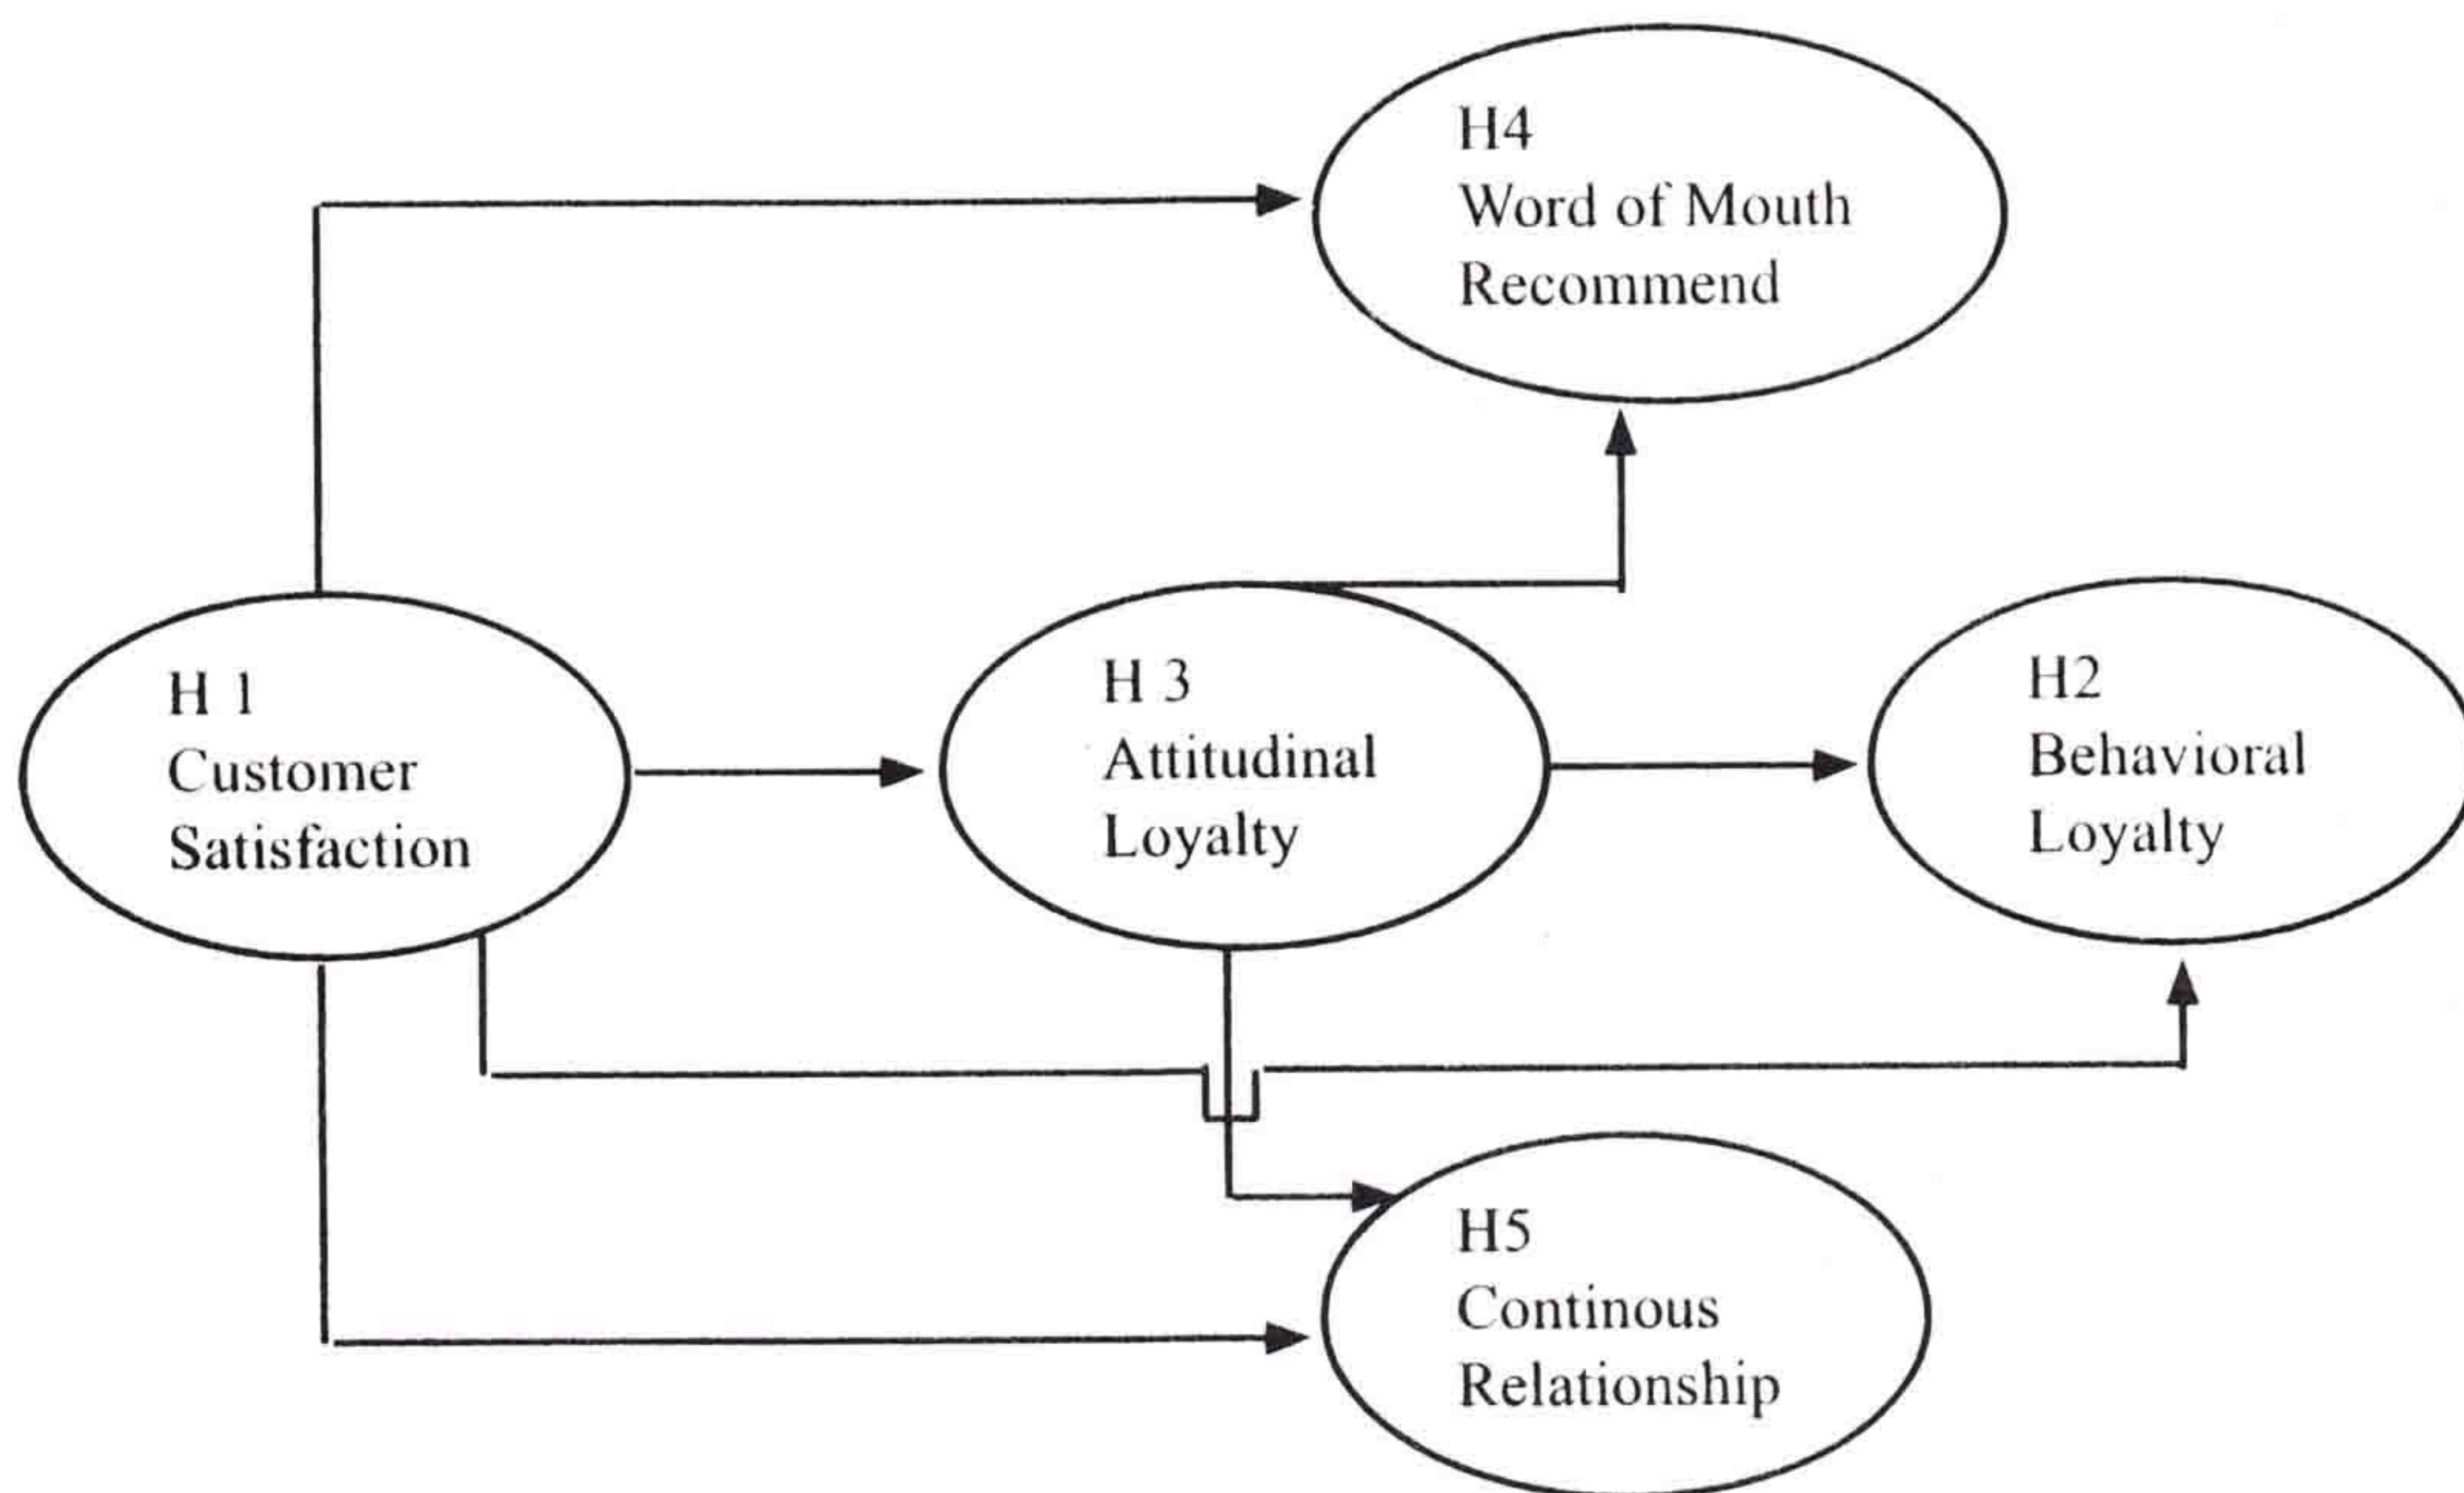 H4
Word of Mouth
Recommend
H 1
Customer
Satisfaction
H 3
Attitudinal
Loyalty
H2
Behavioral
Loyalty
H5
Continous
Relationship